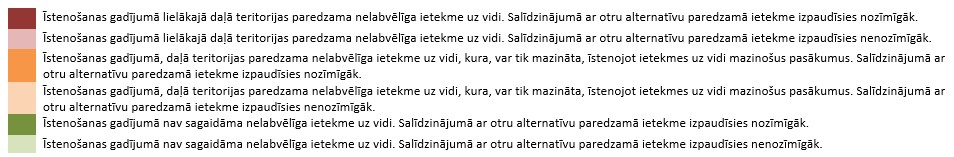 Īstenošanas gadījumā lielākajā daļā teritorijas paredzama nelabvēlīga ietekme uz vidi. Salīdzinājumā ar otru alternatīvu paredzamā ietekme izpaudīsies nozīmīgāk.
Īstenošanas gadījumā lielākajā daļā teritorijas paredzama nelabvēlīga ietekme uz vidi. Salīdzinājumā ar otru alternatīvu paredzamā ietekme izpaudīsies nenozīmīgāk.
Īstenošanas gadījumā, daļā teritorijas paredzama nelabvēlīga ietekme uz vidi, kura, var tik mazināta, īstenojot ietekmes uz vidi mazinošus pasākumus. Salīdzinājumā ar
otru alternatīvu paredzamā ietekme izpaudīsies nozīmīgāk.
Īstenošanas gadījumā, daļā teritorijas paredzama nelabvēlīga ietekme uz vidi, kura, var tik mazināta, īstenojot ietekmes uz vidi mazinošus pasākumus. Salīdzinājumā ar
otru alternatīvu paredzamā ietekme izpaudīsies nenozīmīgāk.
Īstenošanas gadījumā nav sagaidāma nelabvēlīga ietekme uz vidi. Salīdzinājumā ar otru alternatīvu paredzamā ietekme izpaudīsies nozīmīgāk.
Īstenošanas gadījumā nav sagaidāma nelabvēlīga ietekme uz vidi. Salīdzinājumā ar otru alternatīvu paredzamā ietekme izpaudīsies nenozīmīgāk.